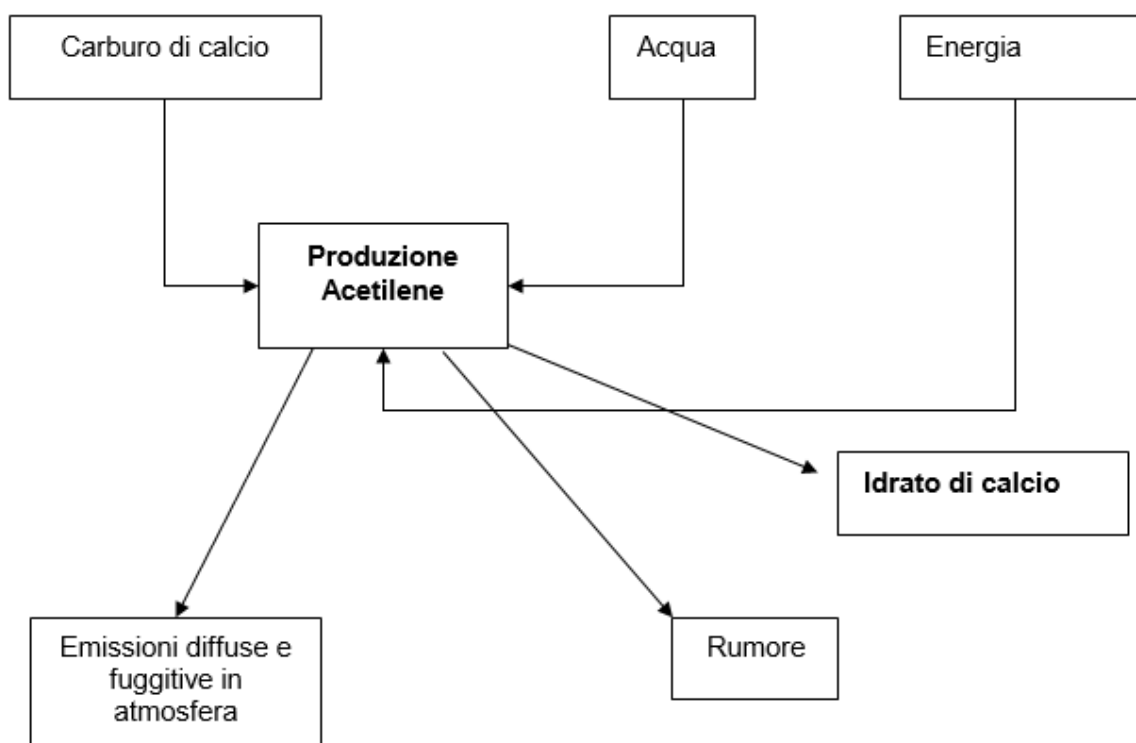 Carburo di calcio
Acqua
Energia
Produzione
Acetilene
Idrato di calcio
Emissioni diffuse e
fuggitive in
atmosfera
Rumore